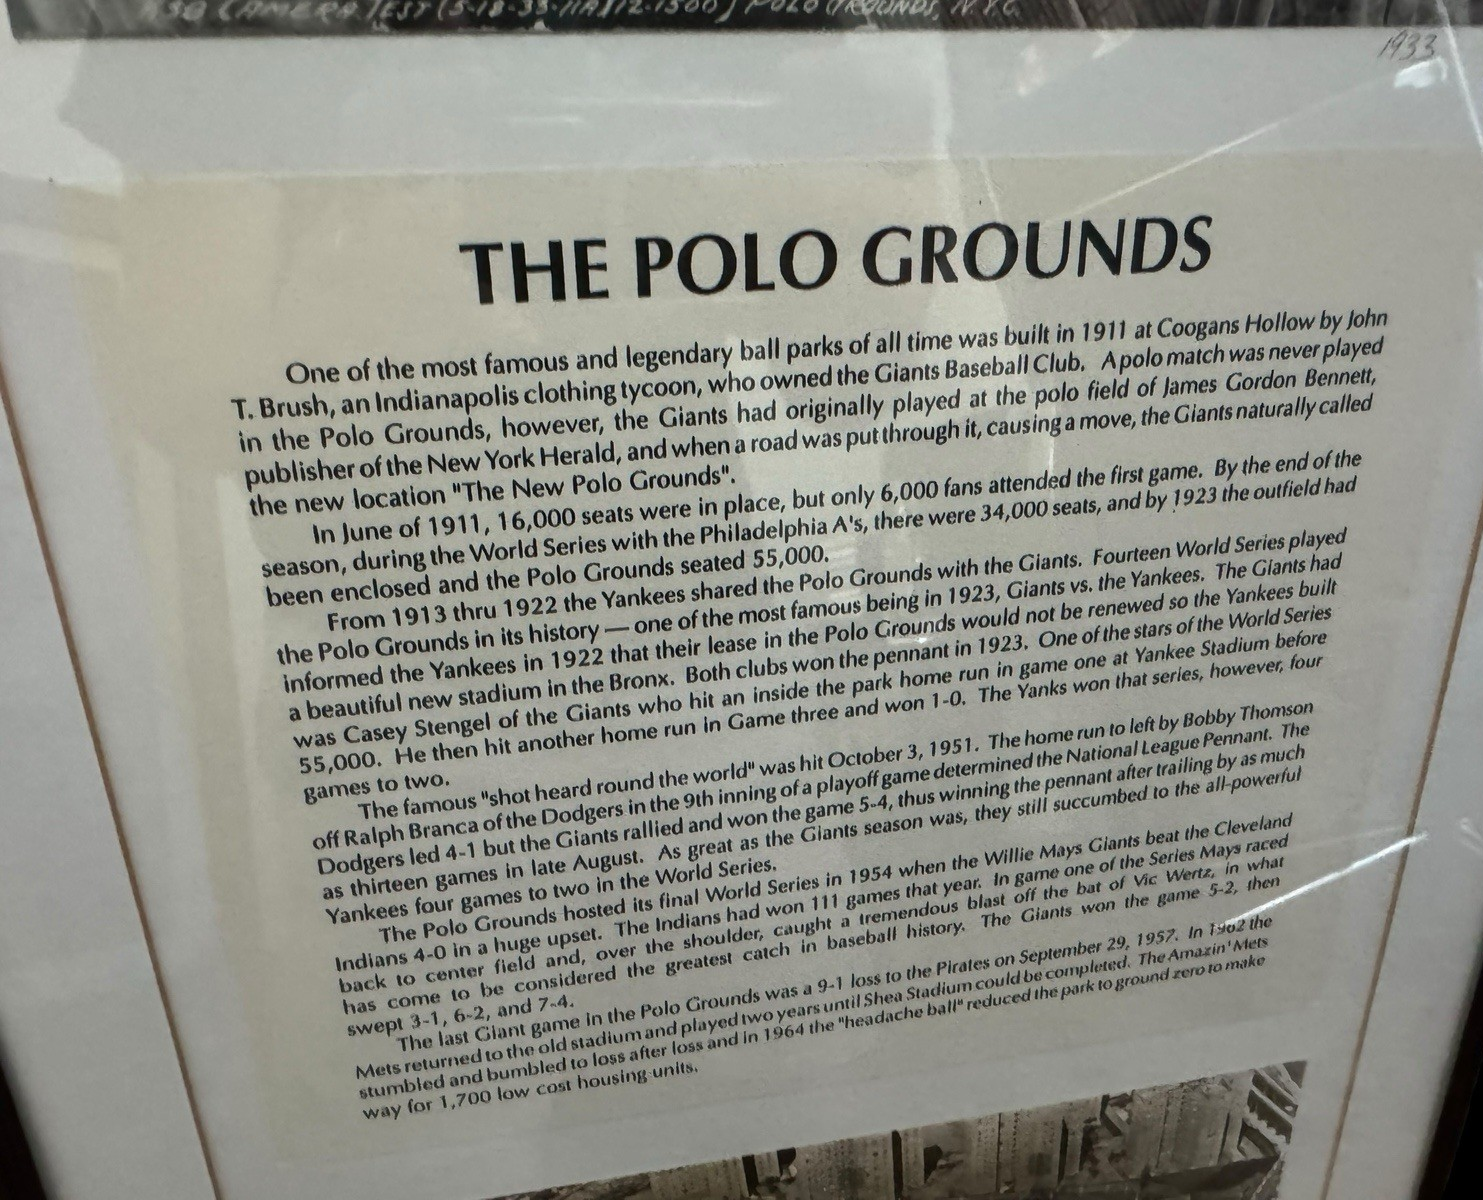 CAMERA TEST (5-18-33-11A)(12-1500) POLO GROUNDS, N.Y.C.
1933
THE POLO GROUNDS
One of the most famous and legendary ball parks of all time was built in 1911 at Coogans Hollow by John
T. Brush, an Indianapolis clothing tycoon, who owned the Giants Baseball Club. A polo match was never played
in the Polo Grounds, however, the Giants had originally played at the polo field of James Gordon Bennett,
publisher of the New York Herald, and when a road was put through it, causing a move, the Giants naturally called
the new location "The New Polo Grounds".
In June of 1911, 16,000 seats were in place, but only 6,000 fans attended the first game. By the end of the
season, during the World Series with the Philadelphia A's, there were 34,000 seats, and by 1923 the outfield had
been enclosed and the Polo Grounds seated 55,000.
From 1913 thru 1922 the Yankees shared the Polo Grounds with the Giants. Fourteen World Series played
the Polo Grounds in its history — one of the most famous being in 1923, Giants vs. the Yankees. The Giants had
informed the Yankees in 1922 that their lease in the Polo Grounds would not be renewed so the Yankees built
a beautiful new stadium in the Bronx. Both clubs won the pennant in 1923. One of the stars of the World Series
was Casey Stengel of the Giants who hit an inside the park home run in game one at Yankee Stadium before
55,000. He then hit another home run in Game three and won 1-0. The Yanks won that series, however, four
games to two.
The famous "shot heard round the world" was hit October 3, 1951. The home run to left by Bobby Thomson
off Ralph Branca of the Dodgers in the 9th inning of a playoff game determined the National League Pennant. The
Dodgers led 4-1 but the Giants rallied and won the game 5-4, thus winning the pennant after trailing by as much
as thirteen games in late August. As great as the Giants season was, they still succumbed to the all-powerful
Yankees four games to two in the World Series.
The Polo Grounds hosted its final World Series in 1954 when the Willie Mays Giants beat the Cleveland
Indians 4-0 in a huge upset. The Indians had won 111 games that year. In game one of the Series Mays raced
back to center field and, over the shoulder, caught a tremendous blast off the bat of Vic Wertz, in what
has come to be considered the greatest catch in baseball history. The Giants won the game 5-2, then
swept 3-1, 6-2, and 7-4.
The last Giant game in the Polo Grounds was a 9-1 loss to the Pirates on September 29, 1957. In 1962 the
Mets returned to the old stadium and played two years until Shea Stadium could be completed. The Amazin' Mets
stumbled and bumbled to loss after loss and in 1964 the "headache ball" reduced the park to ground zero to make
way for 1,700 low cost housing units.